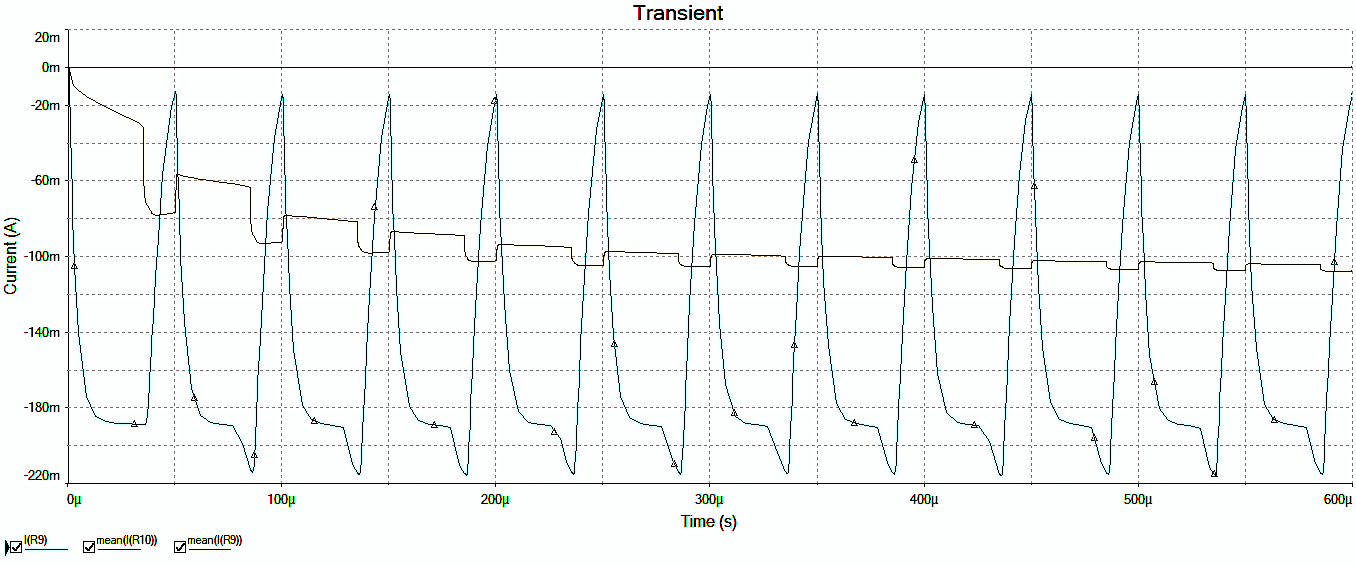 Transient
20m
0m
-20m
-60m
-100m
-140m
-180m
-220m
Current (A)
0µ 100µ 200µ 300µ 400µ 500µ 600µ
Time (s)
I(R9) mean(I(R10)) mean(I(R9))